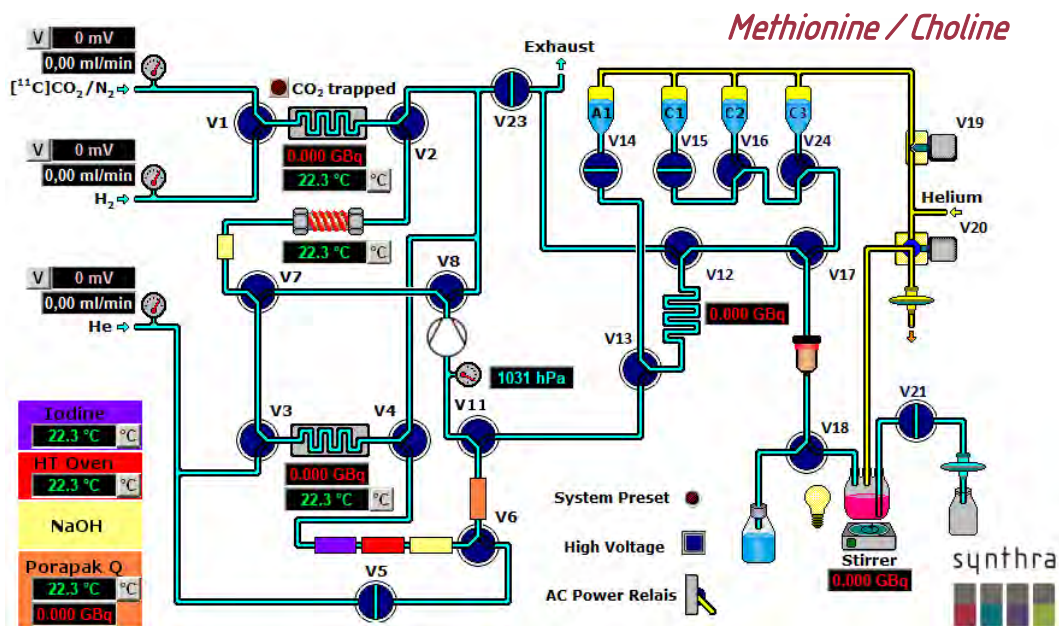 Methionine / Choline
V 0 mV
0,00 ml/min
[¹¹C]CO₂/N₂
Exhaust
CO₂ trapped
V1
V2
V23
0.000 GBq
22.3 °C °C
A1
C1
C2
C3
V14
V15
V16
V24
V19
V 0 mV
0,00 ml/min
H₂
Helium
V20
22.3 °C °C
V7
V8
V12
V17
V 0 mV
0,00 ml/min
He
0.000 GBq
V13
1031 hPa
V3
V4
V11
V21
V18
Iodine
22.3 °C °C
HT Oven
22.3 °C °C
NaOH
Porapak Q
22.3 °C °C
0.000 GBq
0.000 GBq
22.3 °C °C
V6
V5
System Preset
High Voltage
AC Power Relais
Stirrer
0.000 GBq
synthra